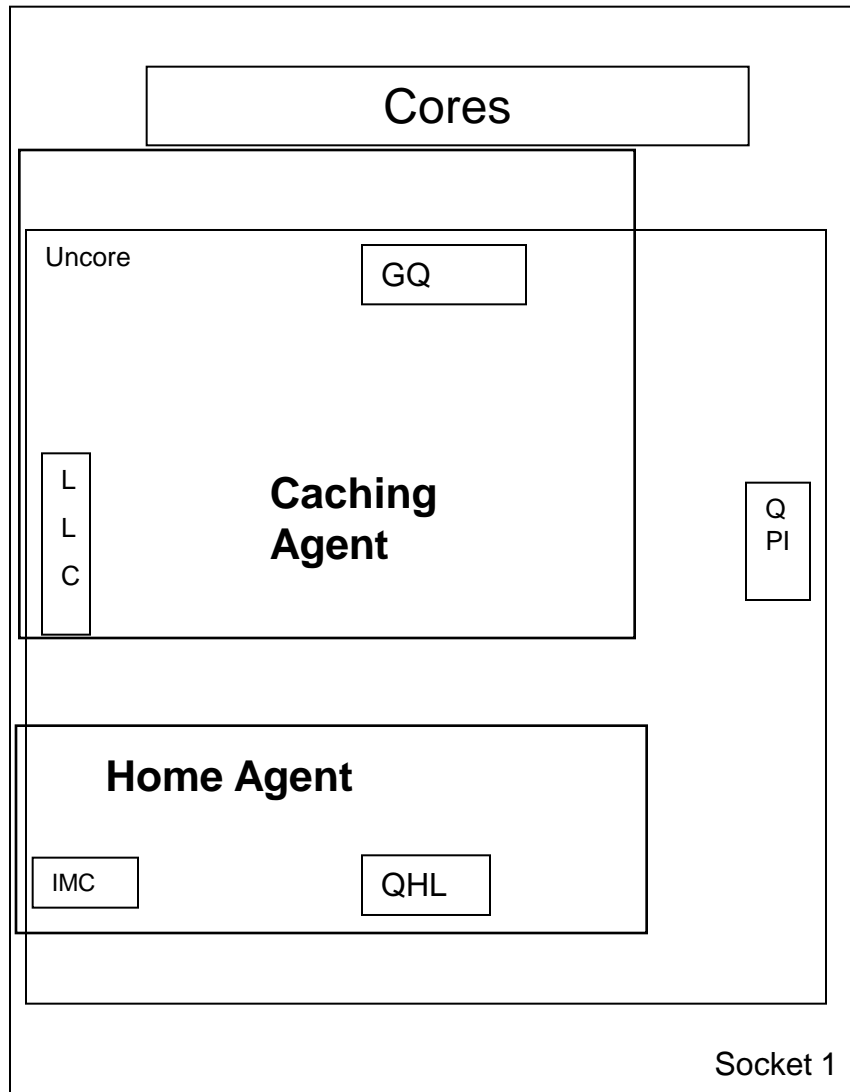 Cores
Uncore
GQ
L
L
C
Caching
Agent
Q
PI
Home Agent
IMC
QHL
Socket 1